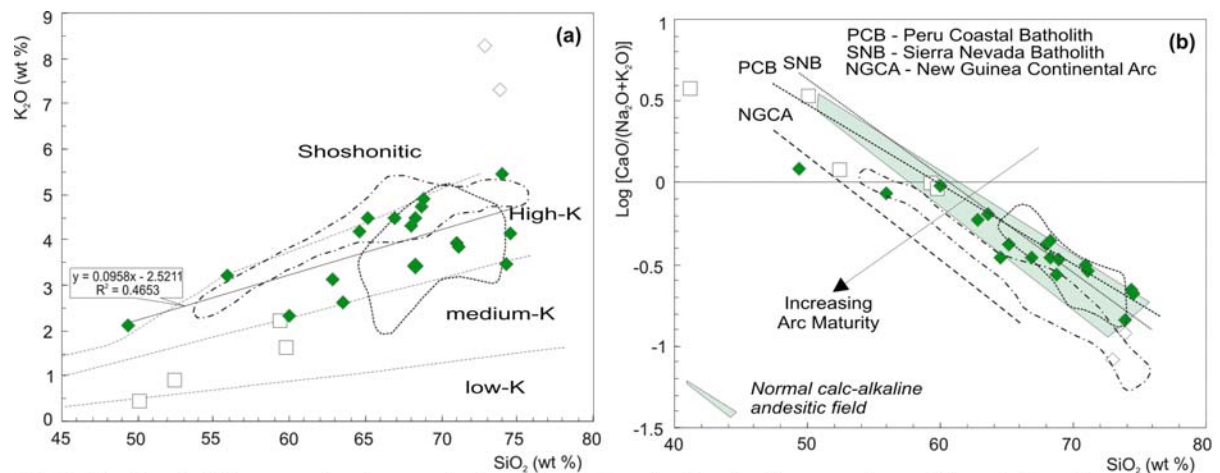 (a)
K₂O (wt %)
9
8
7
6
5
4
3
2
1
0
Shoshonitic
High-K
medium-K
low-K
y = 0.0958x - 2.5211
R² = 0.4653
45 50 55 60 65 70 75 80
SiO₂ (wt %)
(b)
PCB - Peru Coastal Batholith
SNB - Sierra Nevada Batholith
NGCA - New Guinea Continental Arc
Log [CaO/(Na₂O+K₂O)]
1
0.5
0
-0.5
-1
-1.5
PCB SNB
NGCA
Increasing
Arc Maturity
Normal calc-alkaline
andesitic field
40 50 60 70 80
SiO₂ (wt %)